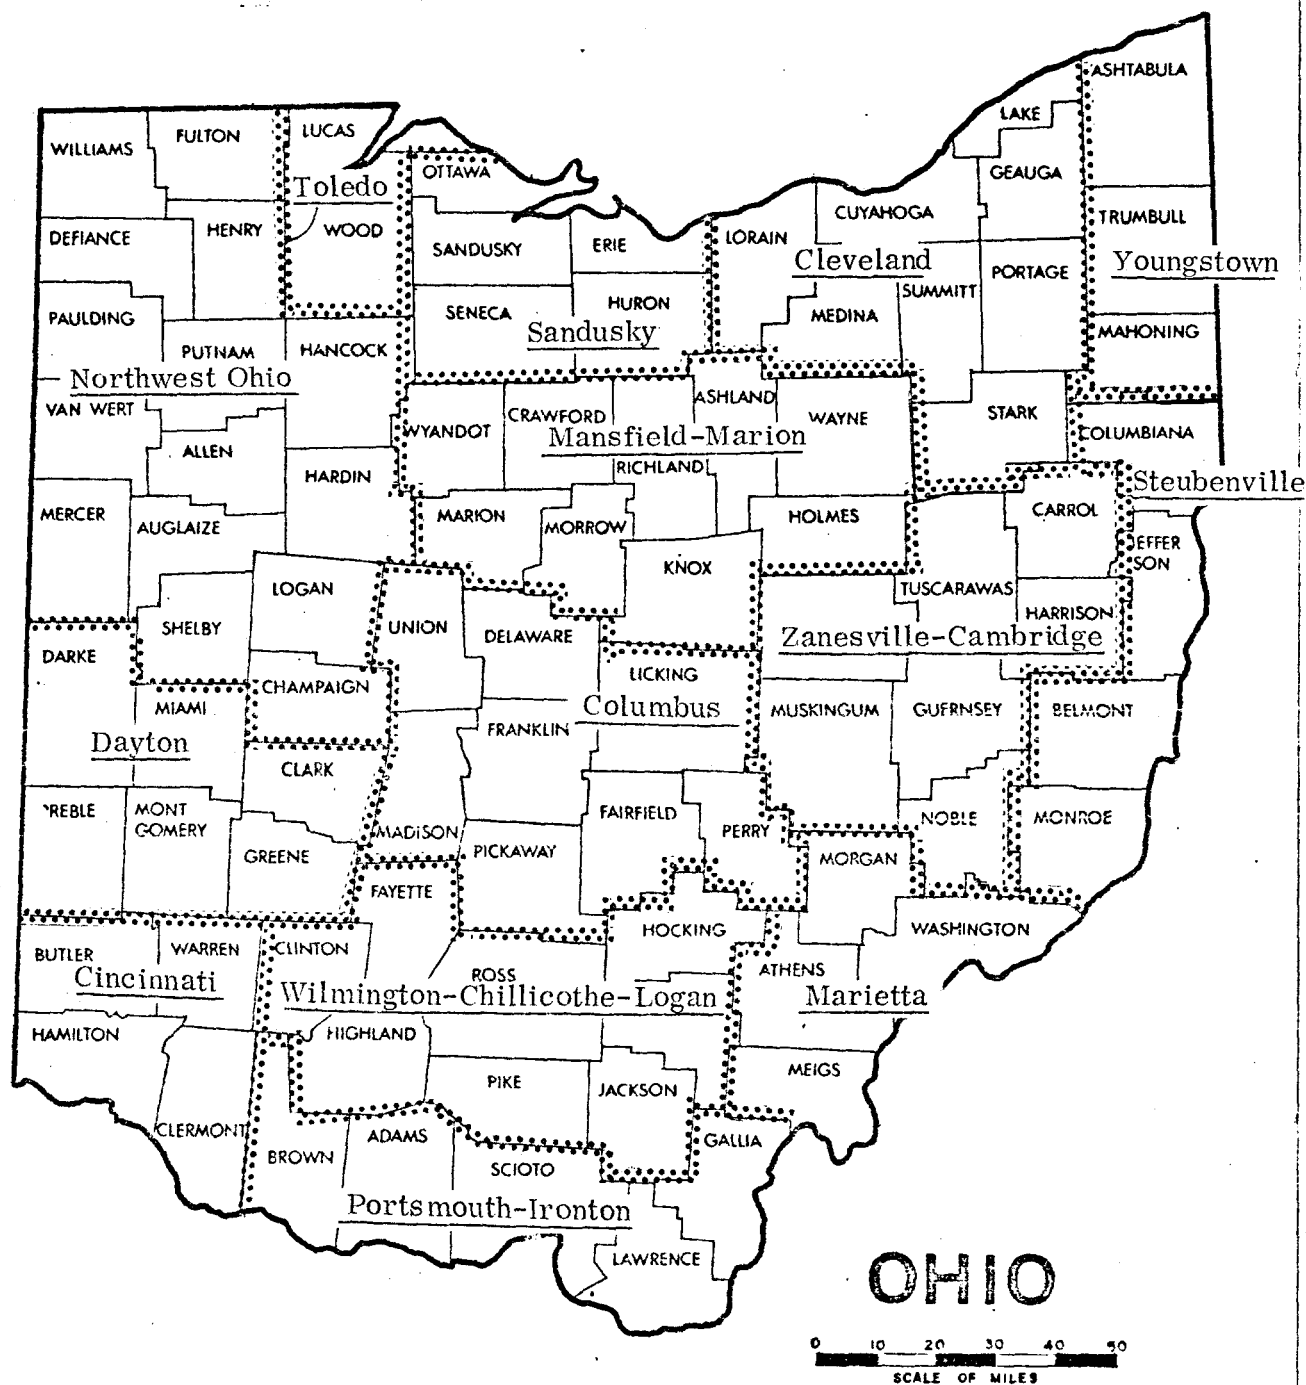 ASHTABULA
LAKE
WILLIAMS
FULTON
LUCAS
OTTAWA
GEAUGA
Toledo
DEFIANCE
HENRY
WOOD
SANDUSKY
ERIE
LORAIN
CUYAHOGA
TRUMBULL
Cleveland
Youngstown
PORTAGE
SUMMITT
PAULDING
SENECA
HURON
MEDINA
MAHONING
Sandusky
PUTNAM
HANCOCK
Northwest Ohio
VAN WERT
ASHLAND
WYANDOT
CRAWFORD
WAYNE
STARK
COLUMBIANA
Mansfield-Marion
ALLEN
HARDIN
RICHLAND
Steubenville
MERCER
AUGLAIZE
MARION
MORROW
HOLMES
CARROL
EFFER
SON
KNOX
LOGAN
TUSCARAWAS
HARRISON
SHELBY
UNION
DELAWARE
Zanesville-Cambridge
DARKE
CHAMPAIGN
LICKING
MIAMI
Columbus
MUSKINGUM
GUERNSEY
BELMONT
Dayton
FRANKLIN
CLARK
REBLE
MONT
GOMERY
FAIRFIELD
PERRY
NOBLE
MONROE
MADISON
GREENE
PICKAWAY
MORGAN
FAYETTE
HOCKING
WASHINGTON
BUTLER
WARREN
CLINTON
ROSS
ATHENS
Cincinnati
Wilmington-Chillicothe-Logan
Marietta
HAMILTON
HIGHLAND
PIKE
JACKSON
MEIGS
CLERMONT
BROWN
ADAMS
SCIOTO
GALLIA
Portsmouth-Ironton
LAWRENCE
OHIO
0 10 20 30 40 50
SCALE OF MILES